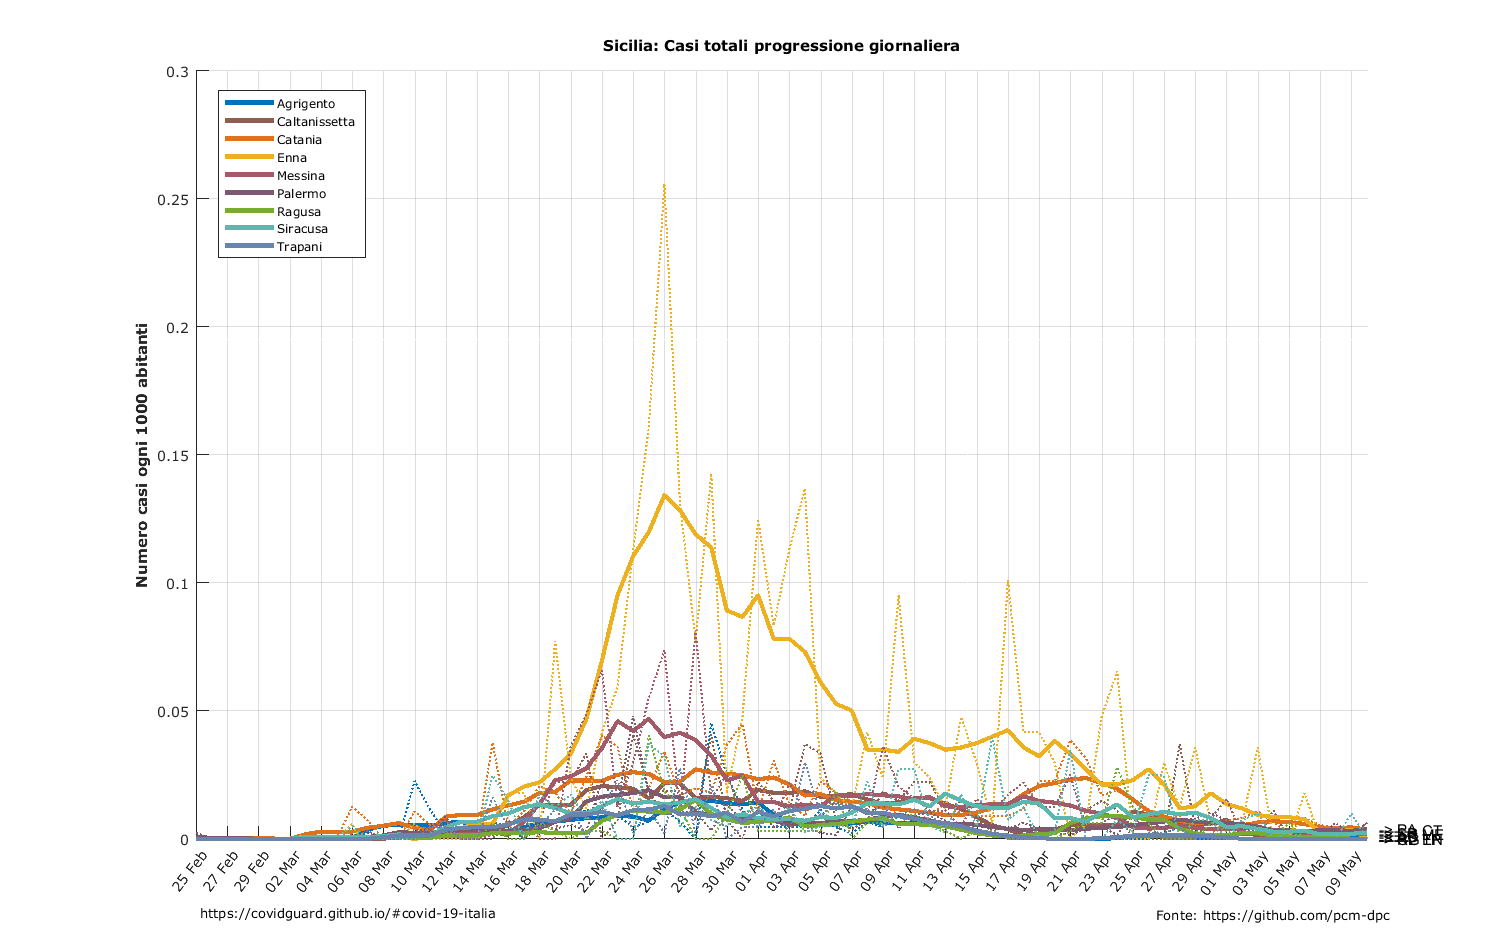 Sicilia: Casi totali progressione giornaliera
0.3
0.25
0.2
0.15
0.1
0.05
0
Numero casi ogni 1000 abitanti
Agrigento
Caltanissetta
Catania
Enna
Messina
Palermo
Ragusa
Siracusa
Trapani
25 Feb
27 Feb
29 Feb
02 Mar
04 Mar
06 Mar
08 Mar
10 Mar
12 Mar
14 Mar
16 Mar
18 Mar
20 Mar
22 Mar
24 Mar
26 Mar
28 Mar
30 Mar
01 Apr
03 Apr
05 Apr
07 Apr
09 Apr
11 Apr
13 Apr
15 Apr
17 Apr
19 Apr
21 Apr
23 Apr
25 Apr
27 Apr
29 Apr
01 May
03 May
05 May
07 May
09 May
https://covidguard.github.io/#covid-19-italia
Fonte: https://github.com/pcm-dpc